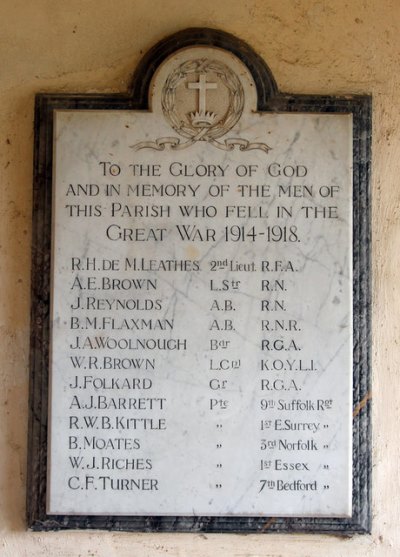 TO THE GLORY OF GOD
AND IN MEMORY OF THE MEN OF
THIS PARISH WHO FELL IN THE
GREAT WAR 1914-1918.
R.H. DE M. LEATHES 2nd Lieut. R.F.A.
A.E. BROWN L.Str R.N.
J. REYNOLDS A.B. R.N.
B.M. FLAXMAN A.B. R.N.R.
J.A. WOOLNOUGH Bdr R.G.A.
W.R. BROWN L.Cpl K.O.Y.L.I.
J. FOLKARD Gr R.G.A.
A.J. BARRETT Pte 9th Suffolk Rgt
R.W.B. KITTLE " 1st E. Surrey "
B. MOATES " 3rd Norfolk "
W.J. RICHES " 1st Essex "
C.F. TURNER " 7th Bedford "